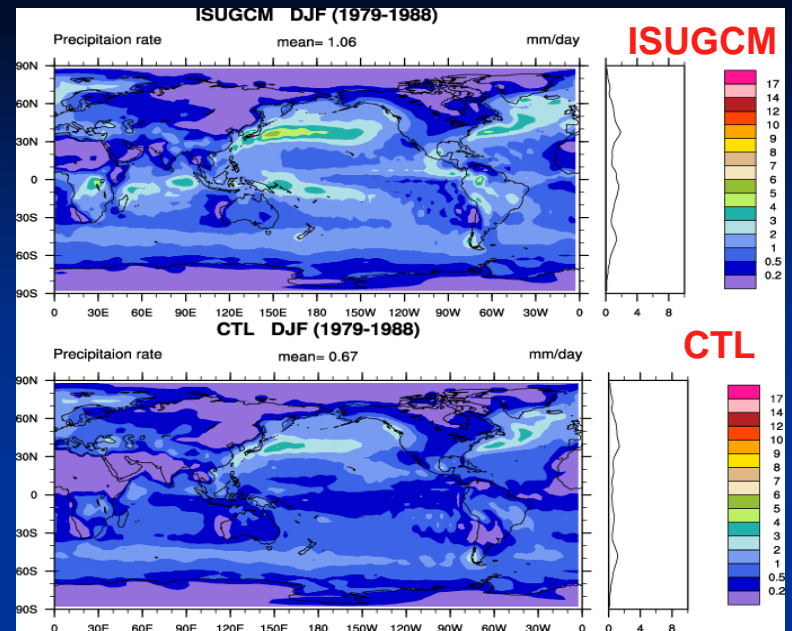 ISUGCM DJF (1979-1988)
Precipitaion rate mean= 1.06 mm/day
ISUGCM
90N
60N
30N
0
30S
60S
90S
0 30E 60E 90E 120E 150E 180 150W 120W 90W 60W 30W 0
0 4 8
17
14
12
10
9
8
7
6
5
4
3
2
1
0.5
0.2
CTL DJF (1979-1988)
Precipitaion rate mean= 0.67 mm/day
CTL
90N
60N
30N
0
30S
60S
90S
0 30E 60E 90E 120E 150E 180 150W 120W 90W 60W 30W 0
0 4 8
17
14
12
10
9
8
7
6
5
4
3
2
1
0.5
0.2